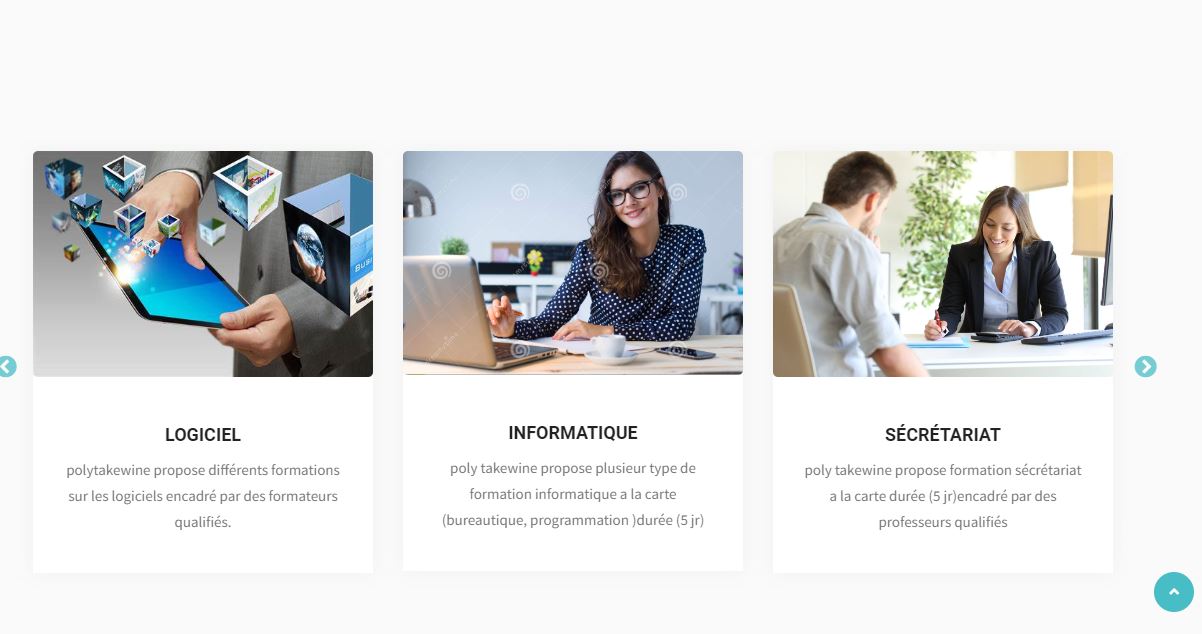 LOGICIEL
polytakewine propose différents formations
sur les logiciels encadré par des formateurs
qualifiés.
INFORMATIQUE
poly takewine propose plusieur type de
formation informatique a la carte
(bureautique, programmation )durée (5 jr)
SÉCRÉTARIAT
poly takewine propose formation sécrétariat
a la carte durée (5 jr)encadré par des
professeurs qualifiés